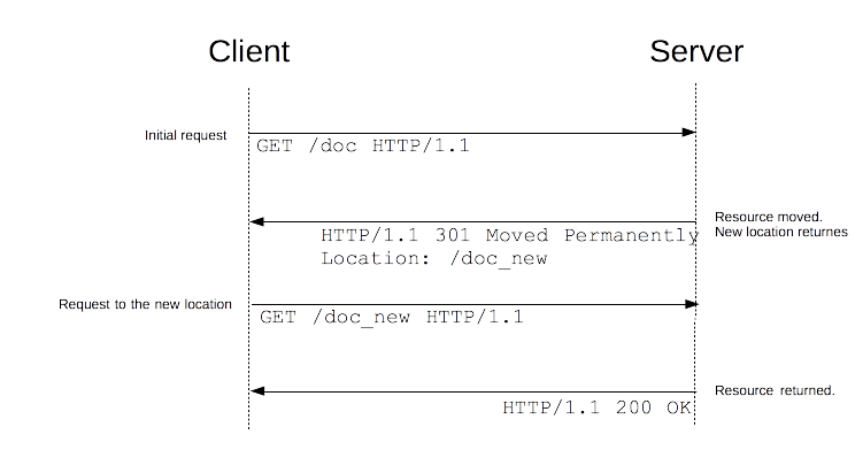 Client
Server
Initial request
GET /doc HTTP/1.1
Resource moved.
New location returnes
HTTP/1.1 301 Moved Permanently
Location: /doc_new
Request to the new location
GET /doc_new HTTP/1.1
Resource returned.
HTTP/1.1 200 OK